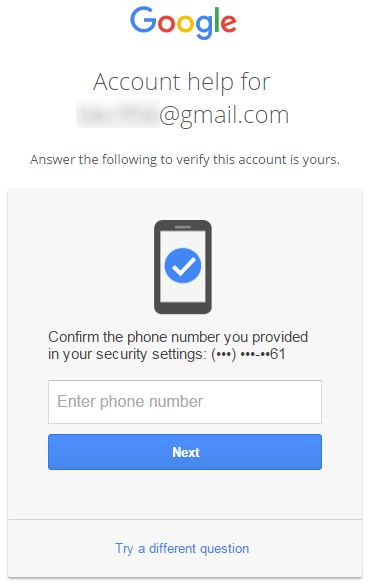 Google
Account help for
@gmail.com
Answer the following to verify this account is yours.
Confirm the phone number you provided
in your security settings: (•••) •••-••61
Enter phone number
Next
Try a different question